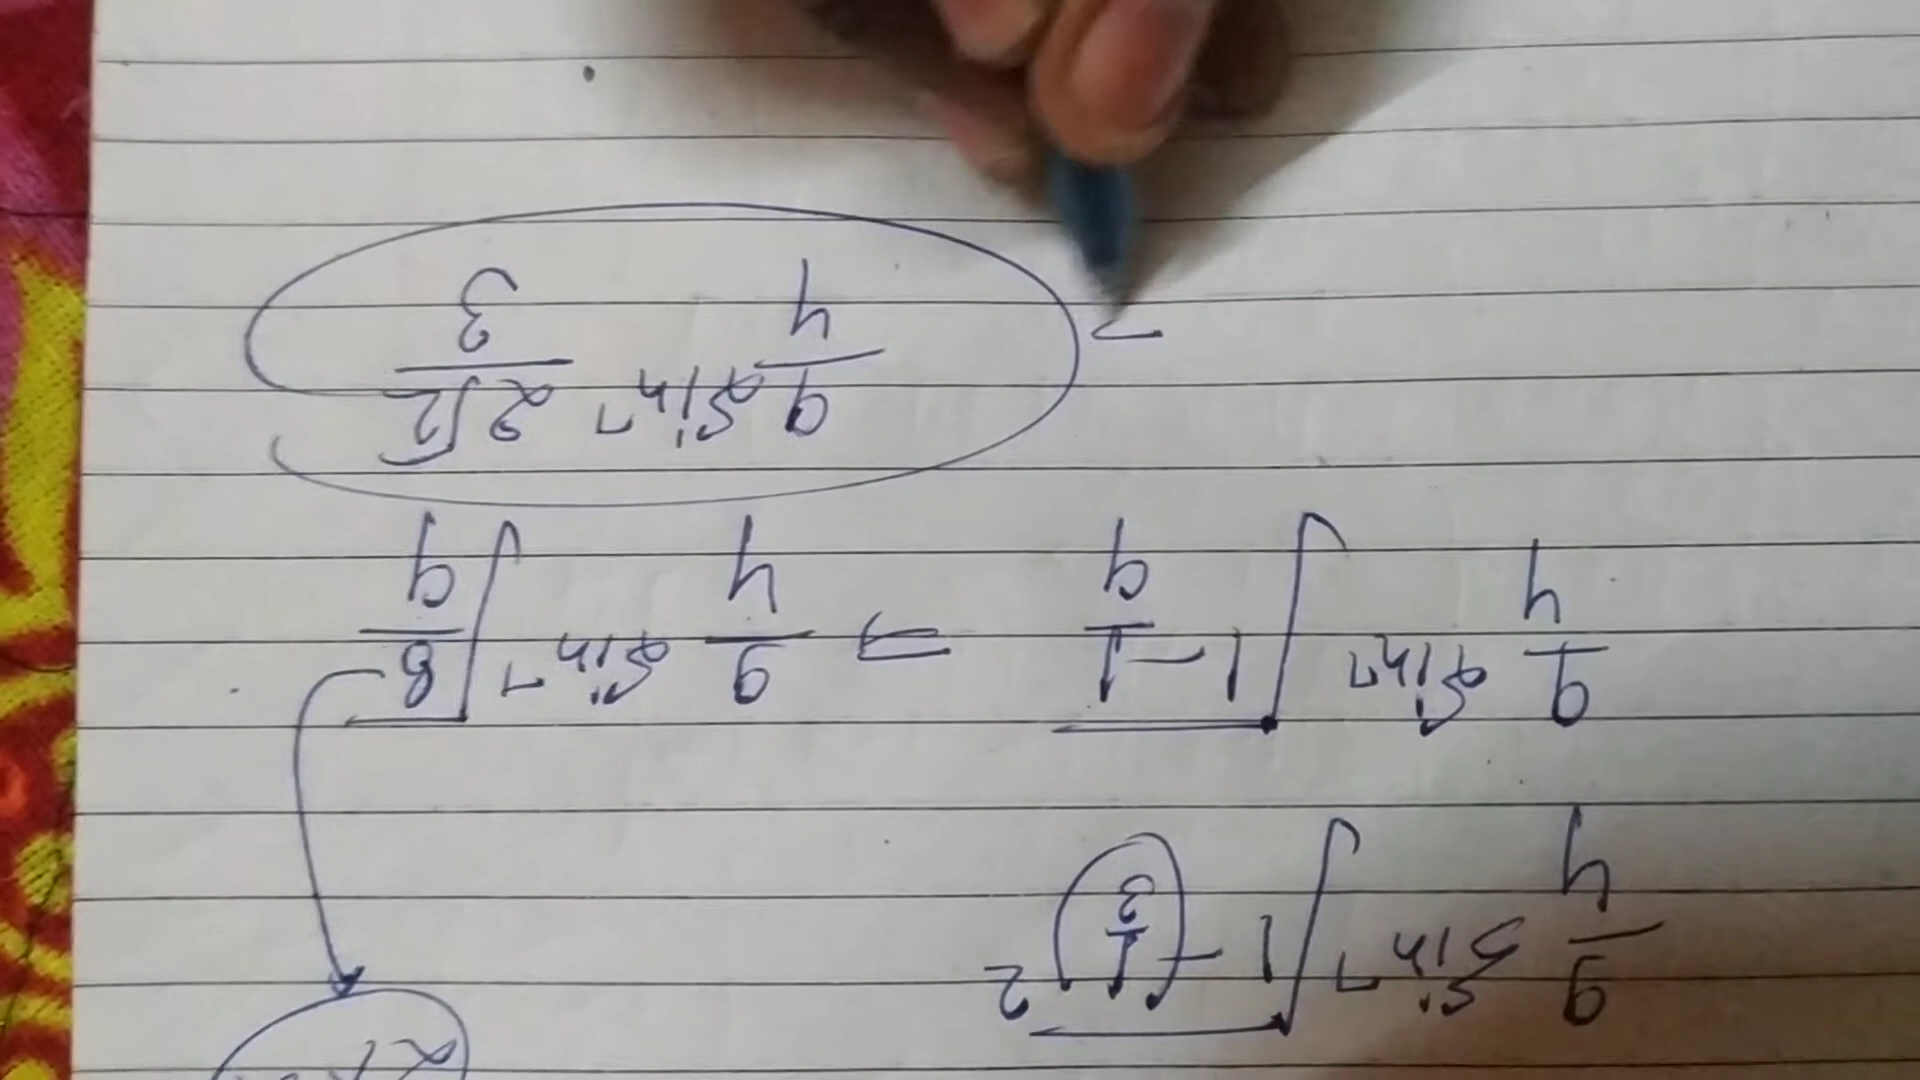 9/4 sin⁻¹ √(1 - (1/3)²)
9/4 sin⁻¹ √(1 - 1/9) ⇒ 9/4 sin⁻¹ √(8/9)
= 9/4 sin⁻¹ 2√2/3